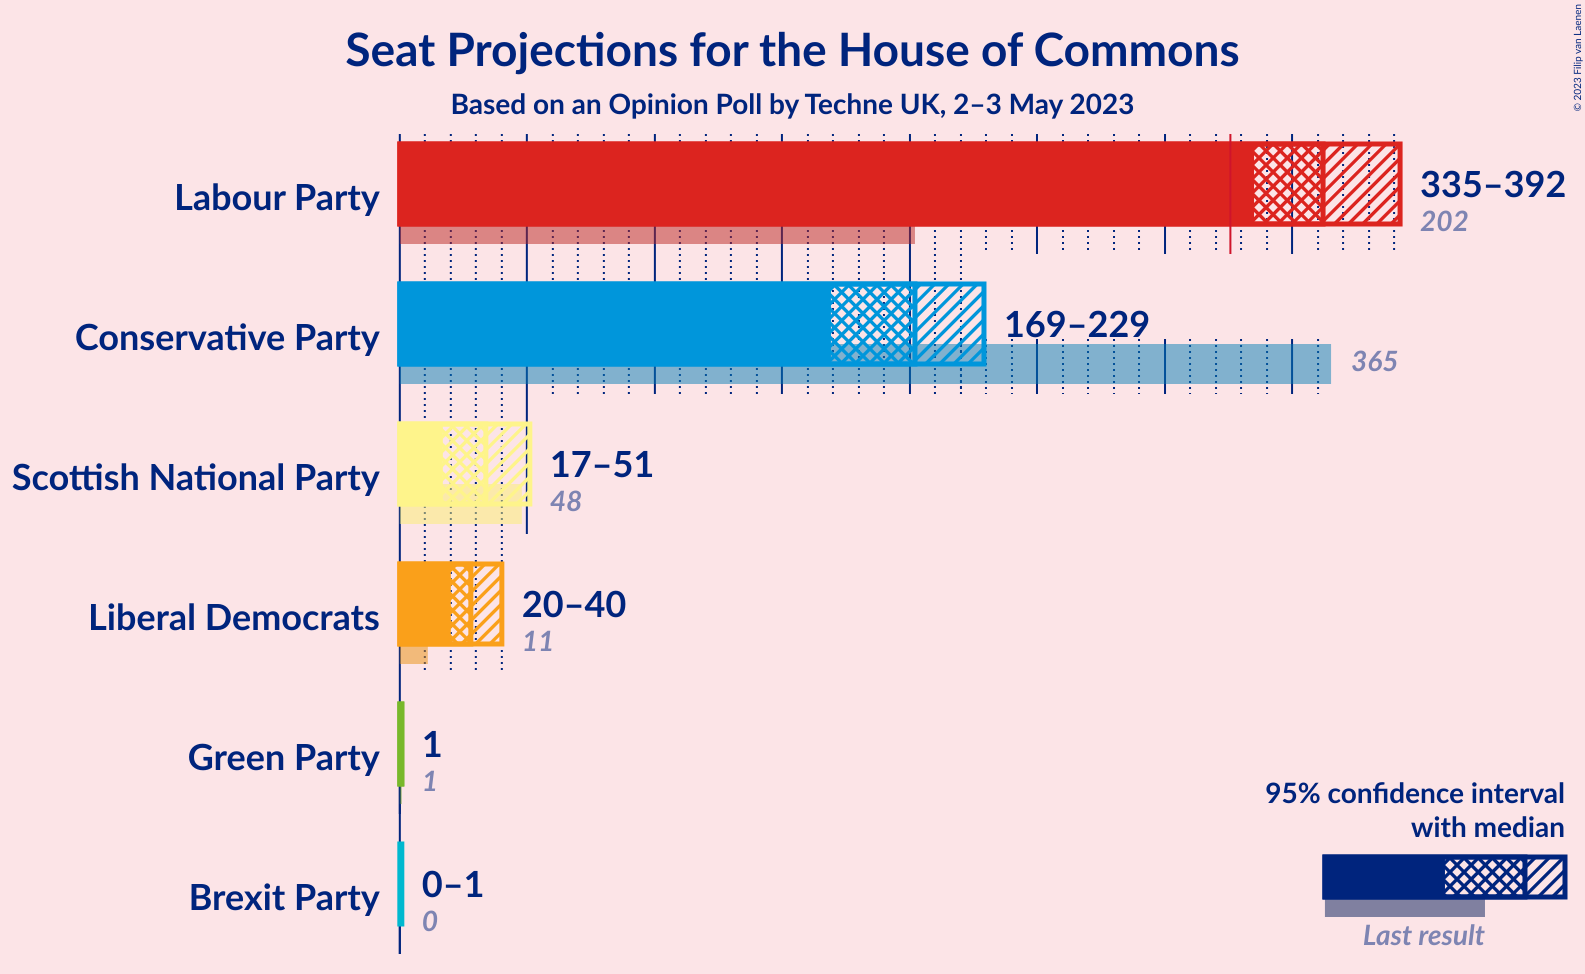 Seat Projections for the House of Commons
Based on an Opinion Poll by Techne UK, 2–3 May 2023
© 2023 Filip van Laenen
Labour Party
335–392
202
Conservative Party
169–229
365
Scottish National Party
17–51
48
Liberal Democrats
20–40
11
Green Party
1
1
Brexit Party
0–1
0
95% confidence interval
with median
Last result